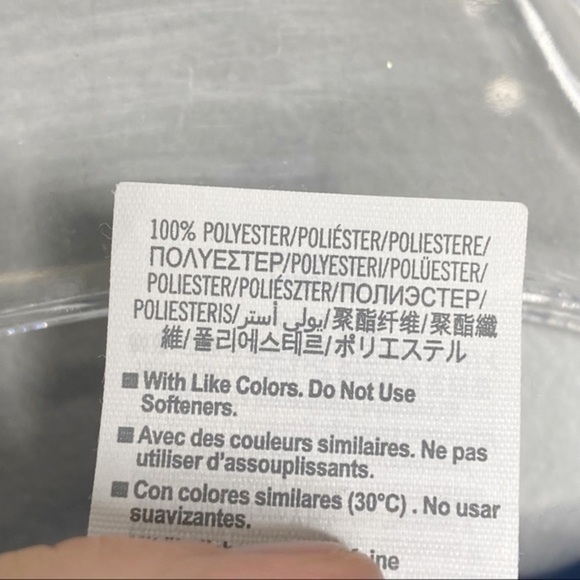 100% POLYESTER/POLIÉSTER/POLIESTERE/
ΠΟΛΥΕΣΤΕΡ/POLYESTERI/POLÜESTER/
POLIESTER/POLIÉSZTER/ПОЛИЭСТЕР/
POLIESTERIS/يولي أستر/聚酯纤维/聚酯纖
維/폴리에스테르/ポリエステル
With Like Colors. Do Not Use
Softeners.
Avec des couleurs similaires. Ne pas
utiliser d'assouplissants.
Con colores similares (30°C) . No usar
suavizantes.